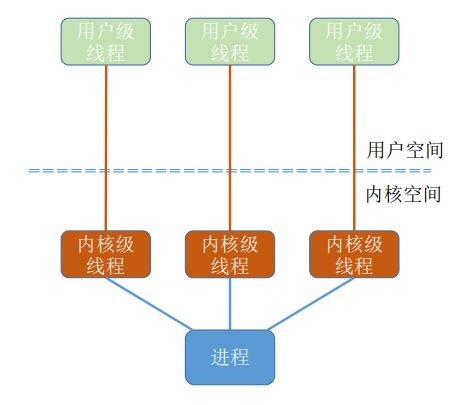 用户级 用户级 用户级
线程 线程 线程
用户空间
内核空间
内核级 内核级 内核级
线程 线程 线程
进程